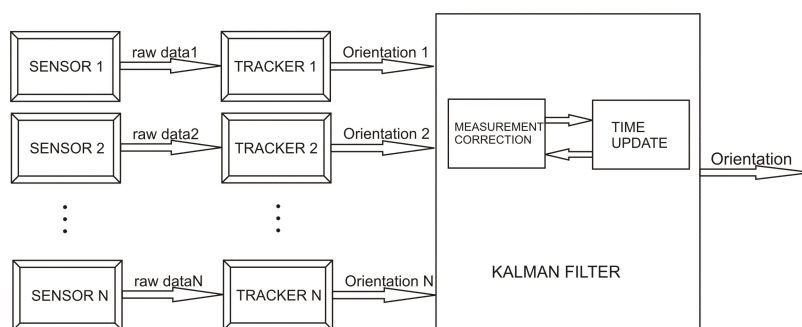 SENSOR 1
raw data1
TRACKER 1
Orientation 1
SENSOR 2
raw data2
TRACKER 2
Orientation 2
MEASUREMENT
CORRECTION
TIME
UPDATE
Orientation
SENSOR N
raw dataN
TRACKER N
Orientation N
KALMAN FILTER